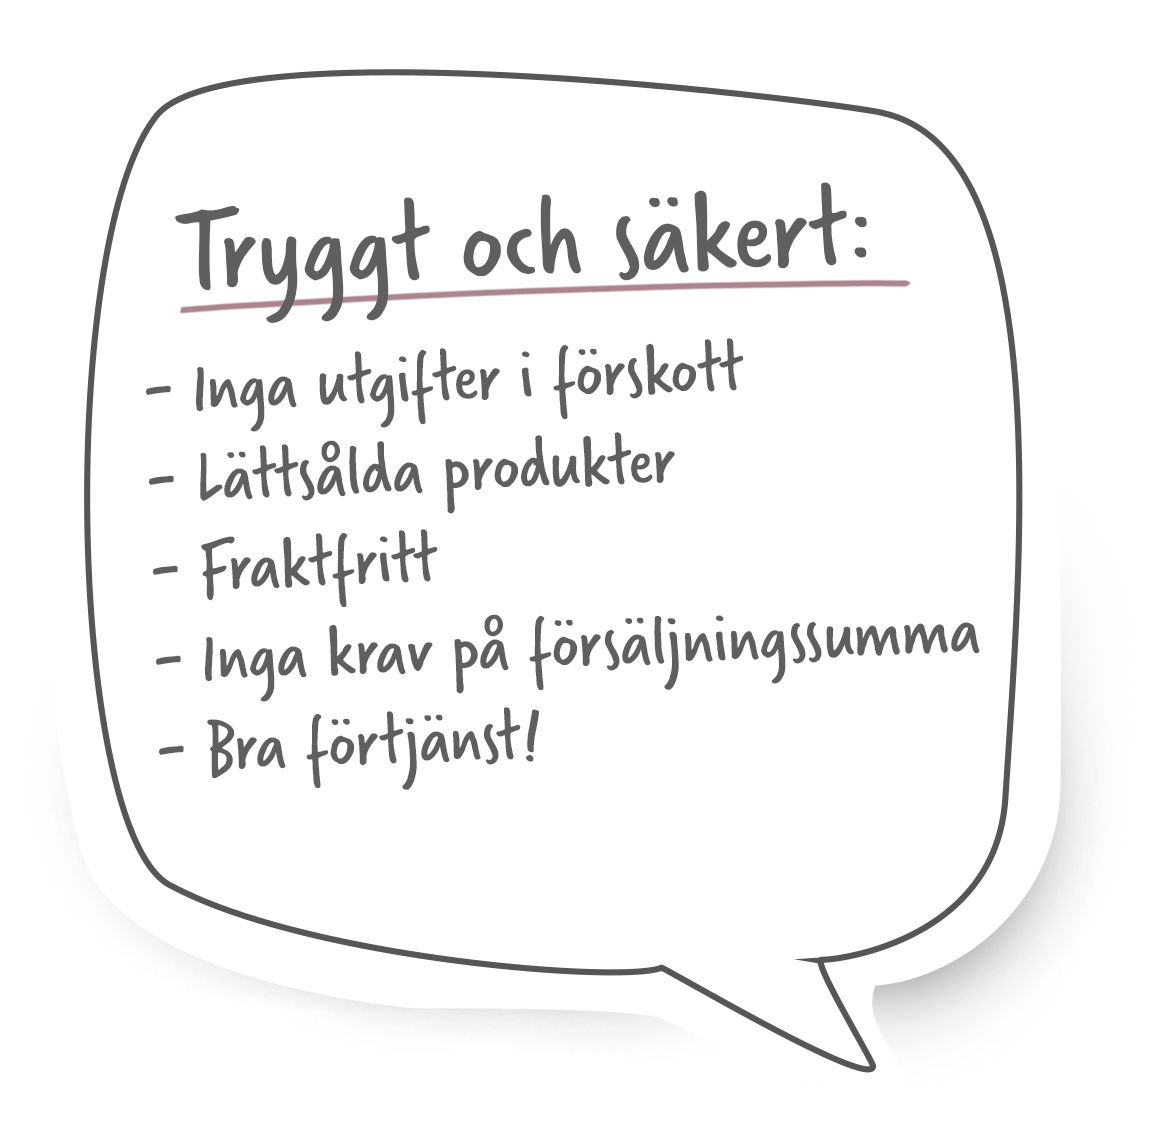 Tryggt och säkert:
- Inga utgifter i förskott
- Lättsålda produkter
- Fraktfritt
- Inga krav på försäljningssumma
- Bra förtjänst!